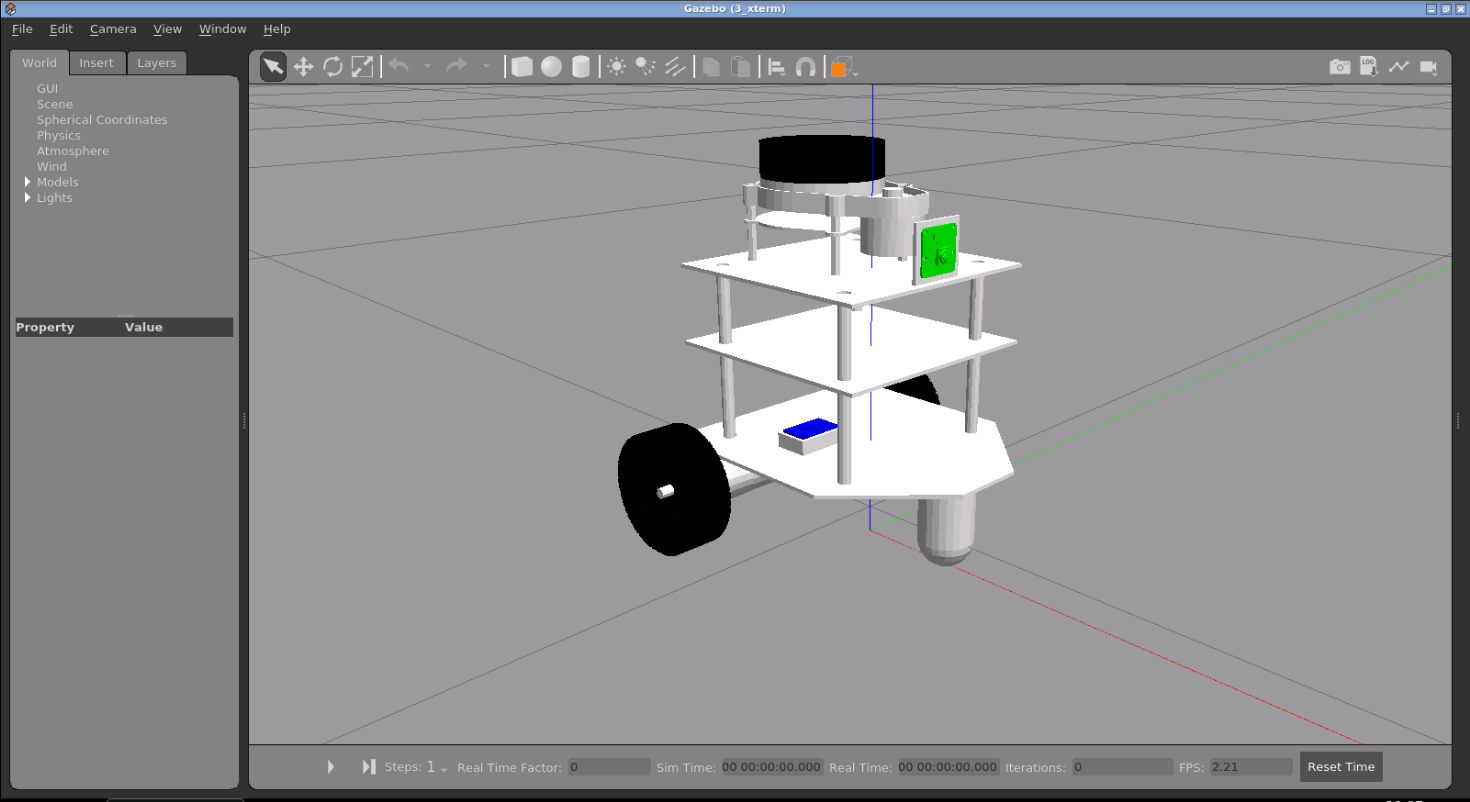 Gazebo (3_xterm)
File Edit Camera View Window Help
World Insert Layers
GUI
Scene
Spherical Coordinates
Physics
Atmosphere
Wind
Models
Lights
Property Value
LOG
Steps: 1 Real Time Factor: 0 Sim Time: 00 00:00:00.000 Real Time: 00 00:00:00.000 Iterations: 0 FPS: 2.21 Reset Time